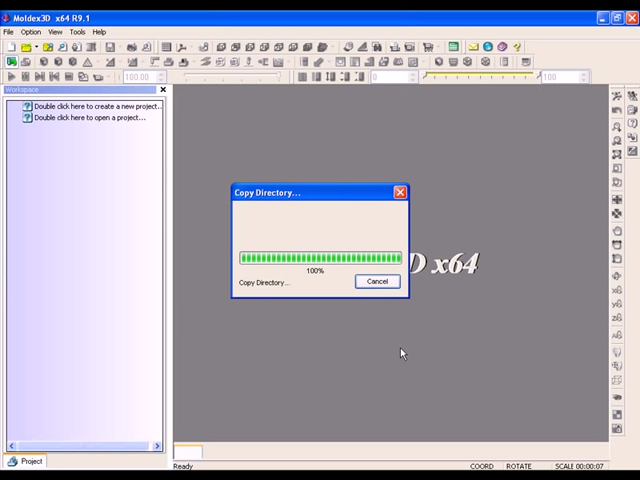 Moldex3D x64 R9.1
File Option View Tools Help
100.00 0 100
Workspace
Double click here to create a new project...
Double click here to open a project...
Copy Directory...
D x64
100%
Copy Directory...
Cancel
Project
Ready COORD ROTATE SCALE 00:00:07